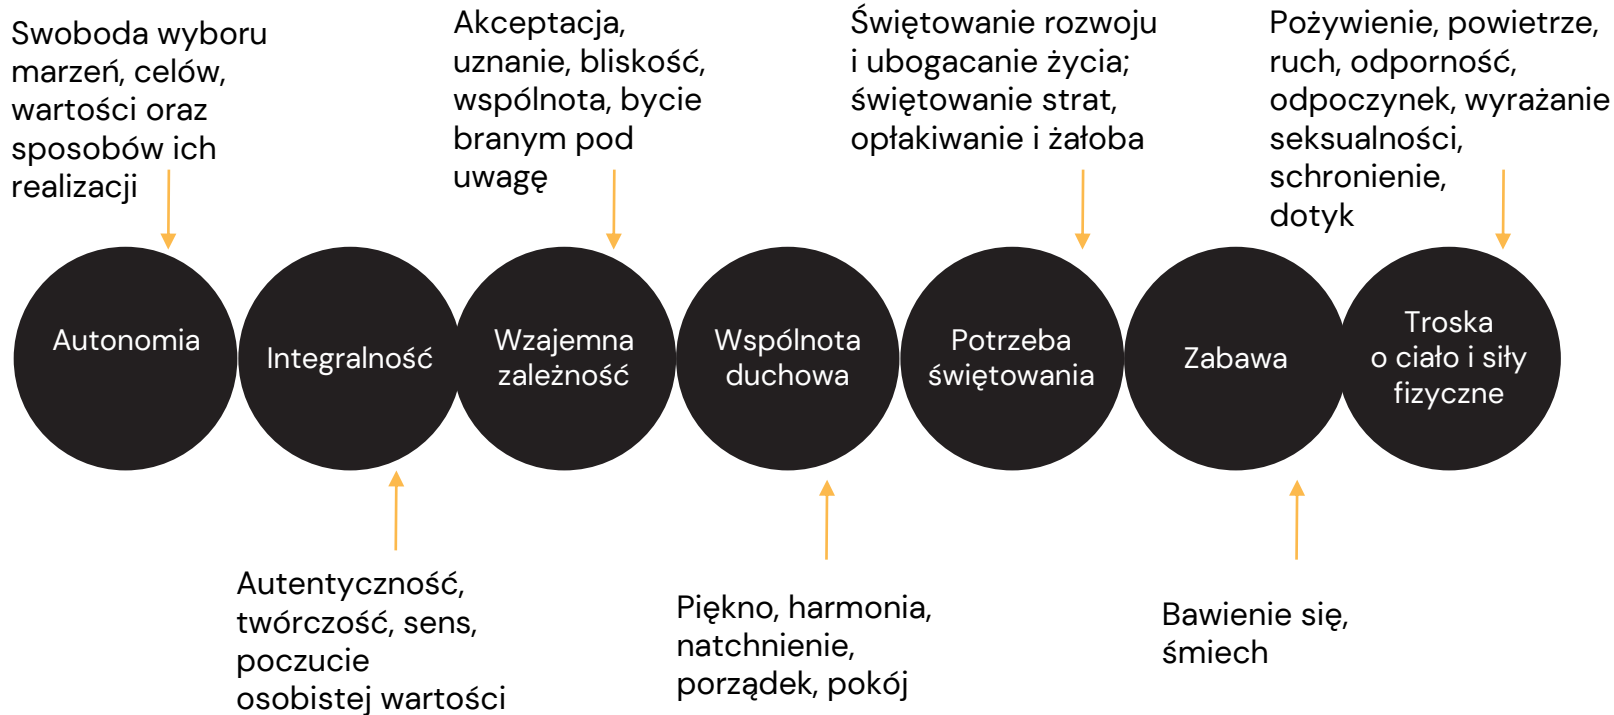 Swoboda wyboru
marzeń, celów,
wartości oraz
sposobów ich
realizacji
Akceptacja,
uznanie, bliskość,
wspólnota, bycie
branym pod
uwagę
Świętowanie rozwoju
i ubogacanie życia;
świętowanie strat,
opłakiwanie i żałoba
Pożywienie, powietrze,
ruch, odporność,
odpoczynek, wyrażanie
seksualności,
schronienie,
dotyk
Autonomia
Integralność
Wzajemna
zależność
Wspólnota
duchowa
Potrzeba
świętowania
Zabawa
Troska
o ciało i siły
fizyczne
Autentyczność,
twórczość, sens,
poczucie
osobistej wartości
Piękno, harmonia,
natchnienie,
porządek, pokój
Bawienie się,
śmiech